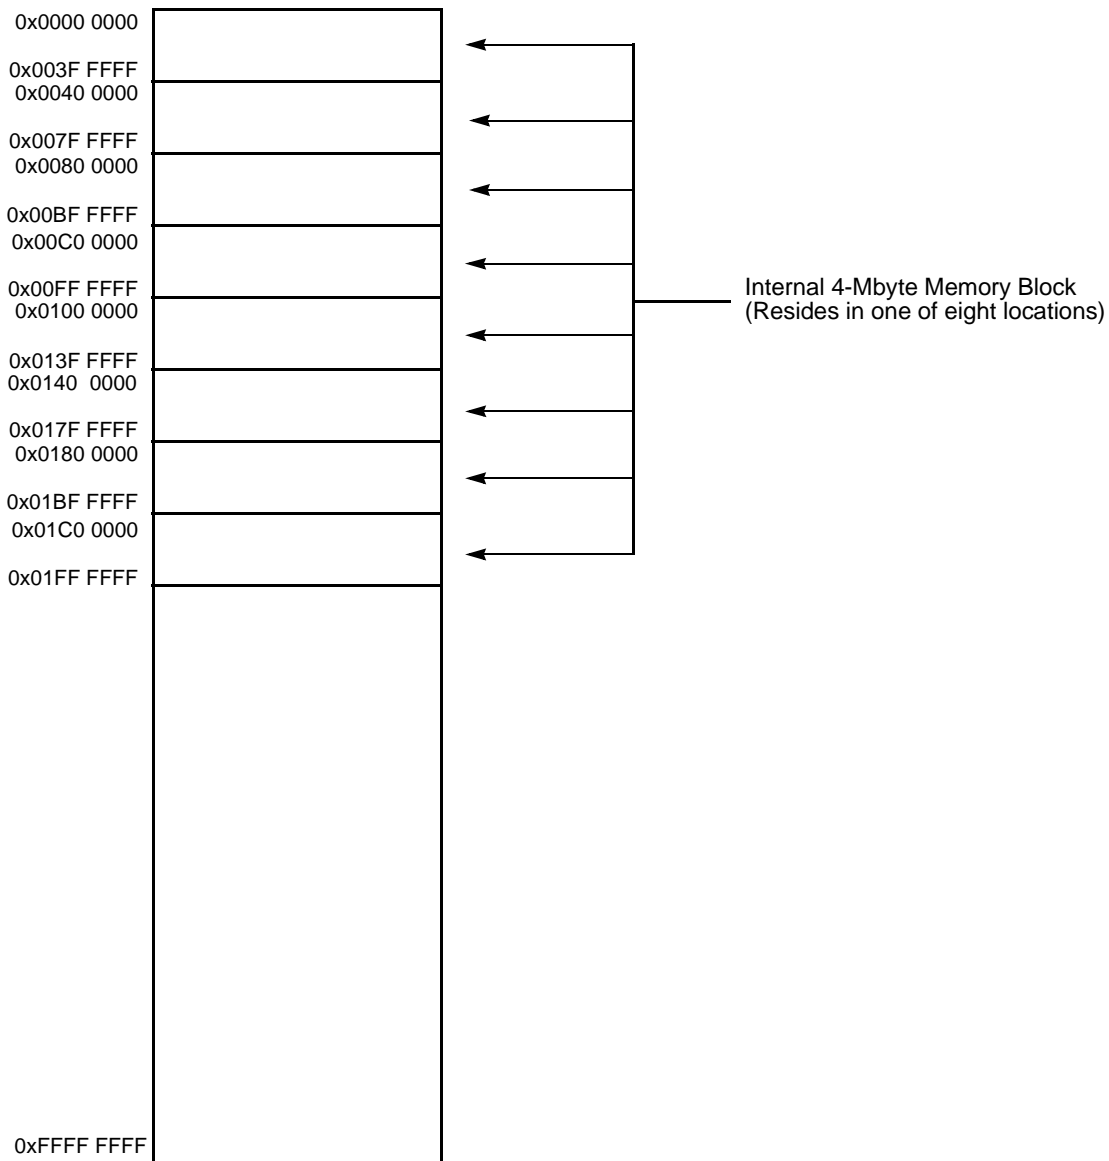 0x0000 0000
0x003F FFFF
0x0040 0000
0x007F FFFF
0x0080 0000
0x00BF FFFF
0x00C0 0000
0x00FF FFFF
0x0100 0000
0x013F FFFF
0x0140  0000
0x017F FFFF
0x0180 0000
0x01BF FFFF
0x01C0 0000
0x01FF FFFF
0xFFFF FFFF
Internal 4-Mbyte Memory Block
(Resides in one of eight locations)